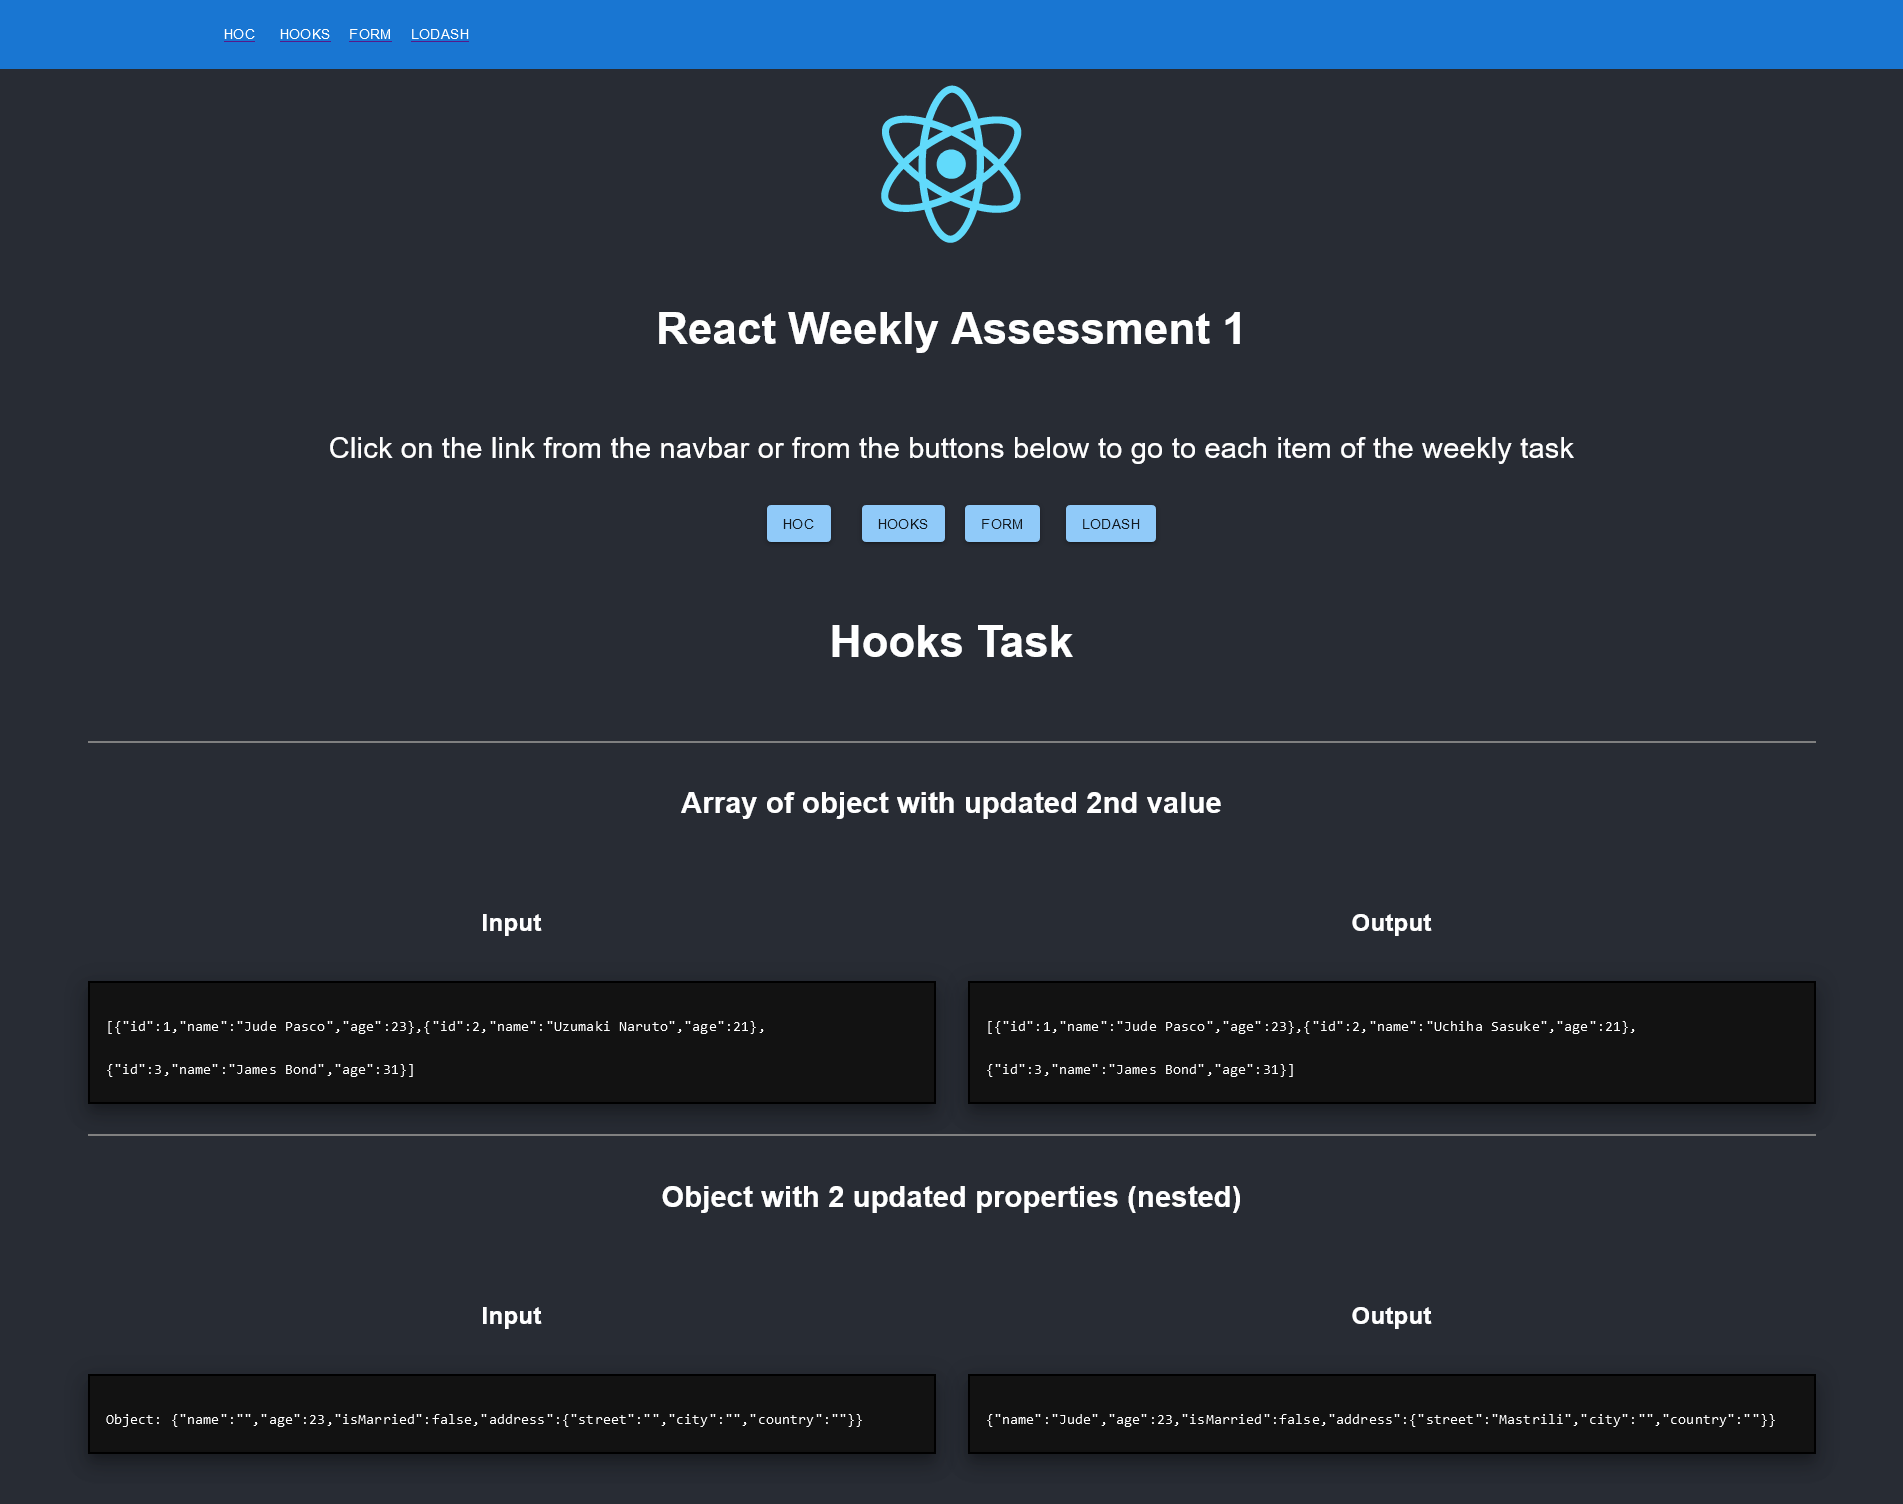 HOC HOOKS FORM LODASH
React Weekly Assessment 1
Click on the link from the navbar or from the buttons below to go to each item of the weekly task
HOC HOOKS FORM LODASH
Hooks Task
Array of object with updated 2nd value
Input
[{"id":1,"name":"Jude Pasco","age":23},{"id":2,"name":"Uzumaki Naruto","age":21},
{"id":3,"name":"James Bond","age":31}]
Output
[{"id":1,"name":"Jude Pasco","age":23},{"id":2,"name":"Uchiha Sasuke","age":21},
{"id":3,"name":"James Bond","age":31}]
Object with 2 updated properties (nested)
Input
Object: {"name":"","age":23,"isMarried":false,"address":{"street":"","city":"","country":""}}
Output
{"name":"Jude","age":23,"isMarried":false,"address":{"street":"Mastrili","city":"","country":""}}